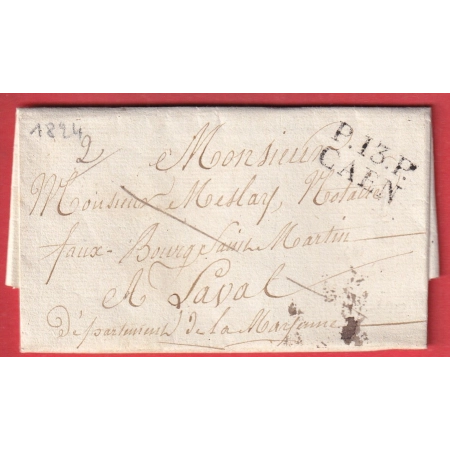 1824
2
P.13.P.
CAEN
Monsieur
Monsieur Meslay, Notaire
faux-Bourg Saint Martin
A Laval
Département de la Mayenne